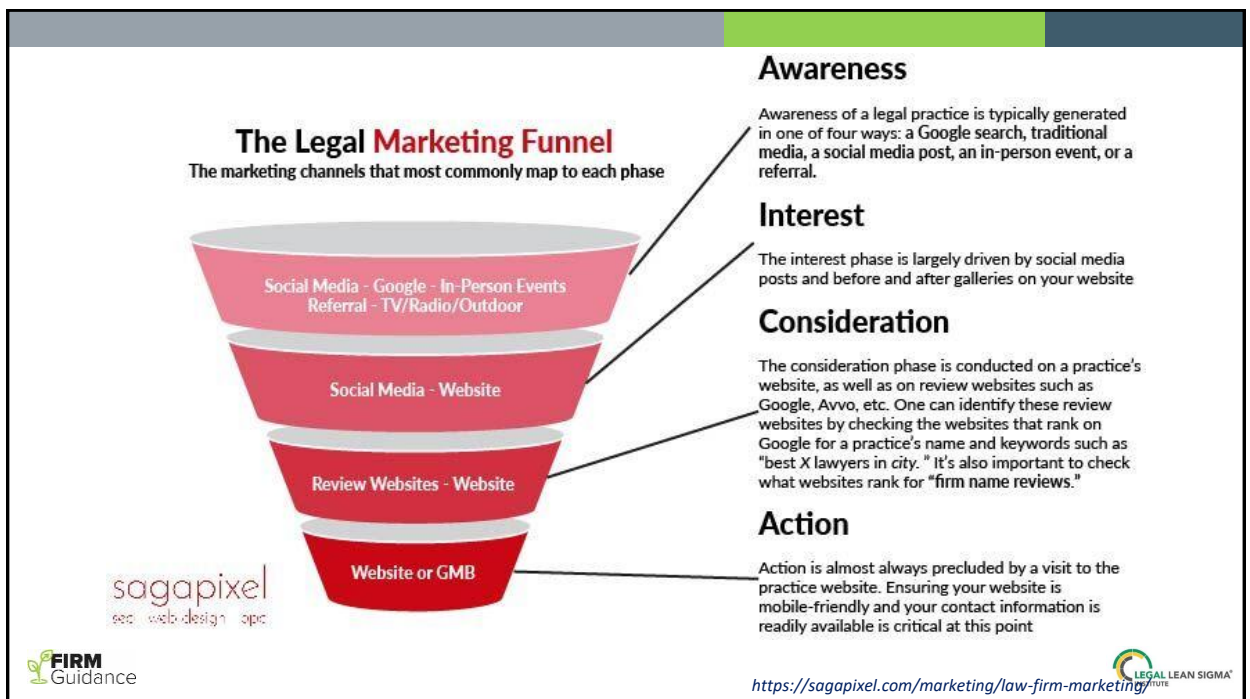 The Legal Marketing Funnel
The marketing channels that most commonly map to each phase
Social Media - Google - In-Person Events
Referral - TV/Radio/Outdoor
Social Media - Website
Review Websites - Website
Website or GMB
Awareness
Awareness of a legal practice is typically generated
in one of four ways: a Google search, traditional
media, a social media post, an in-person event, or a
referral.
Interest
The interest phase is largely driven by social media
posts and before and after galleries on your website
Consideration
The consideration phase is conducted on a practice's
website, as well as on review websites such as
Google, Avvo, etc. One can identify these review
websites by checking the websites that rank on
Google for a practice's name and keywords such as
“best X lawyers in city. ” It's also important to check
what websites rank for “firm name reviews.”
Action
Action is almost always precluded by a visit to the
practice website. Ensuring your website is
mobile-friendly and your contact information is
readily available is critical at this point
sagapixel
seo web design ppc
FIRM
Guidance
https://sagapixel.com/marketing/law-firm-marketing/
LEGAL LEAN SIGMA
INSTITUTE